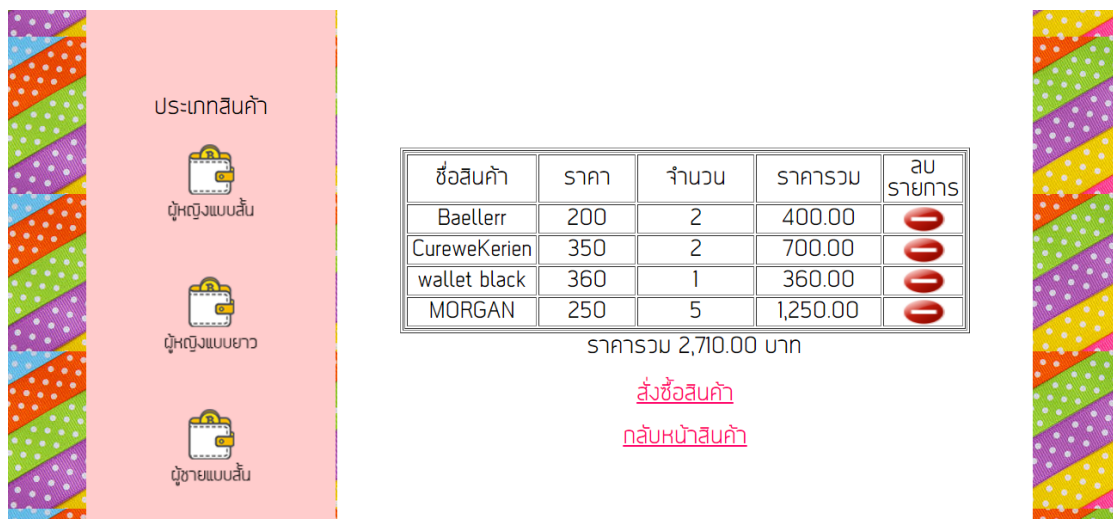 ประเภทสินค้า
ผู้หญิงแบบสั้น
ผู้หญิงแบบยาว
ผู้ชายแบบสั้น
ชื่อสินค้า ราคา จำนวน ราคารวม ลบรายการ
Baellerr 200 2 400.00
CureweKerien 350 2 700.00
wallet black 360 1 360.00
MORGAN 250 5 1,250.00
ราคารวม 2,710.00 บาท
สั่งซื้อสินค้า
กลับหน้าสินค้า